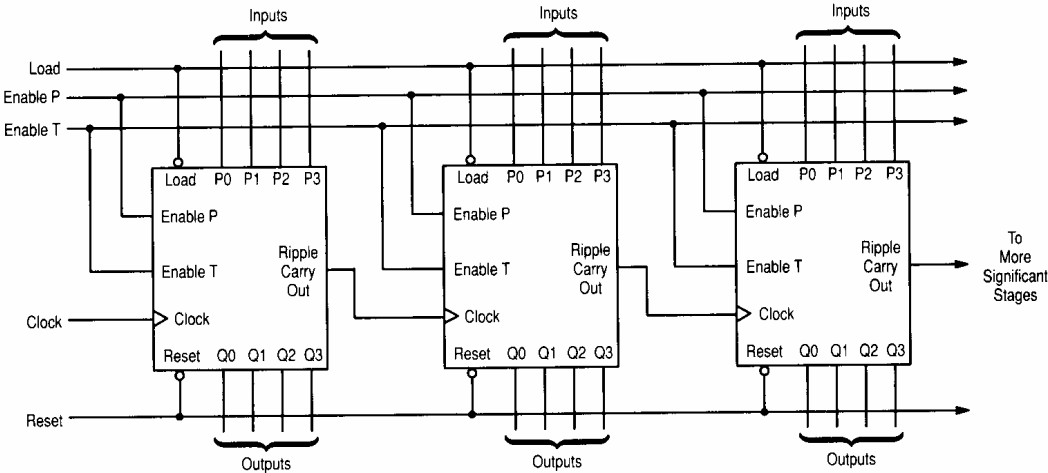 Inputs
Inputs
Inputs
Load
Enable P
Enable T
Load P0 P1 P2 P3
Enable P
Enable T
Ripple
Carry
Out
Clock
Reset Q0 Q1 Q2 Q3
Load P0 P1 P2 P3
Enable P
Enable T
Ripple
Carry
Out
Clock
Reset Q0 Q1 Q2 Q3
Load P0 P1 P2 P3
Enable P
Enable T
Ripple
Carry
Out
Clock
Reset Q0 Q1 Q2 Q3
To
More
Significant
Stages
Clock
Reset
Outputs
Outputs
Outputs